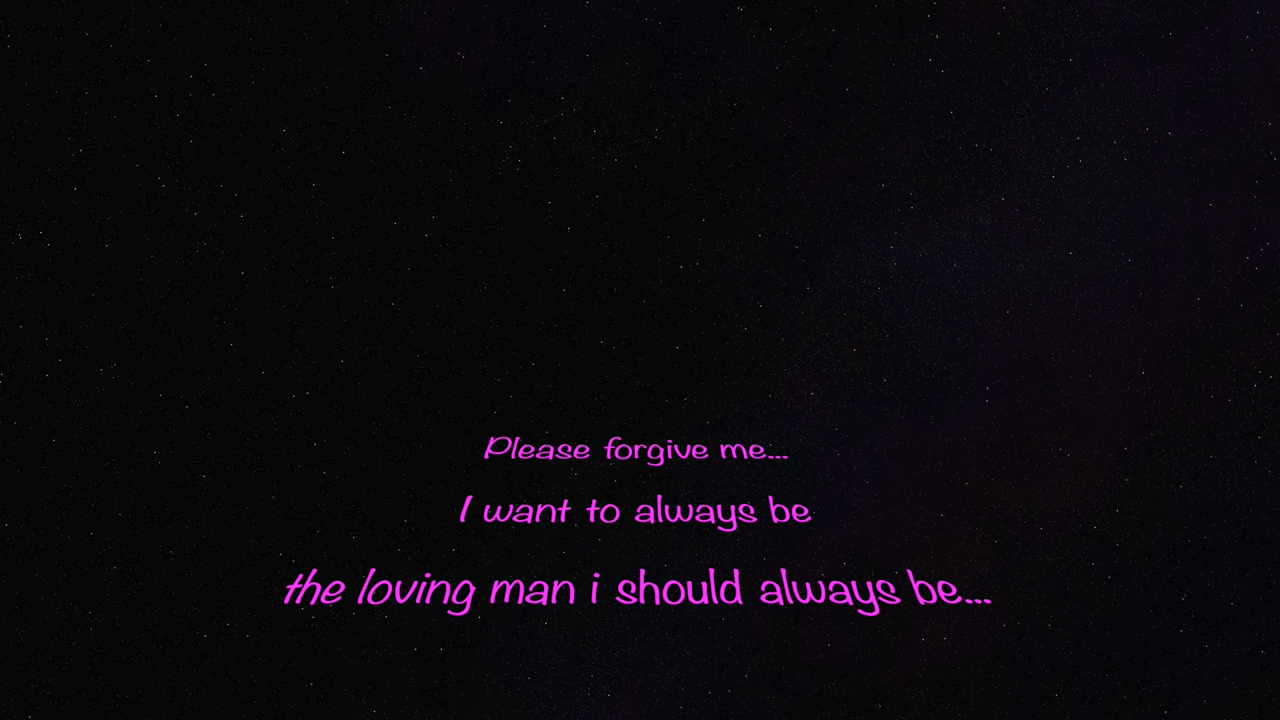 Please forgive me...
I want to always be
the loving man i should always be...